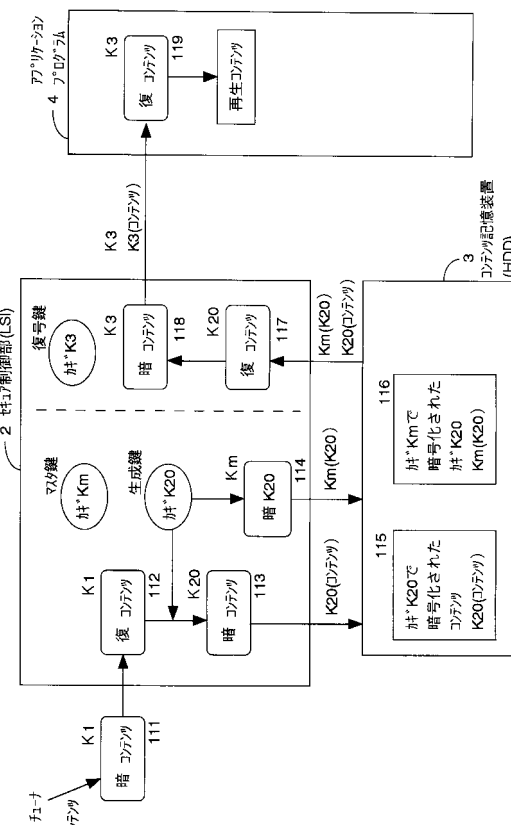 チューナ
ンテンツ
K1
暗 コンテンツ
111
2 セキュア制御部(LSI)
K1
復 コンテンツ
112
K20
暗 コンテンツ
113
マスタ鍵
カギKm
生成鍵
カギK20
Km
暗 K20
114
復号鍵
カギK3
K3
暗 コンテンツ
118
K20
復 コンテンツ
117
K20(コンテンツ)
Km(K20)
Km(K20)
K20(コンテンツ)
3
コンテンツ記憶装置
(HDD)
115
カギK20で
暗号化された
コンテンツ
K20(コンテンツ)
116
カギKmで
暗号化された
カギK20
Km(K20)
K3
K3(コンテンツ)
アプリケーション
プログラム
4
K3
復 コンテンツ
119
再生コンテンツ